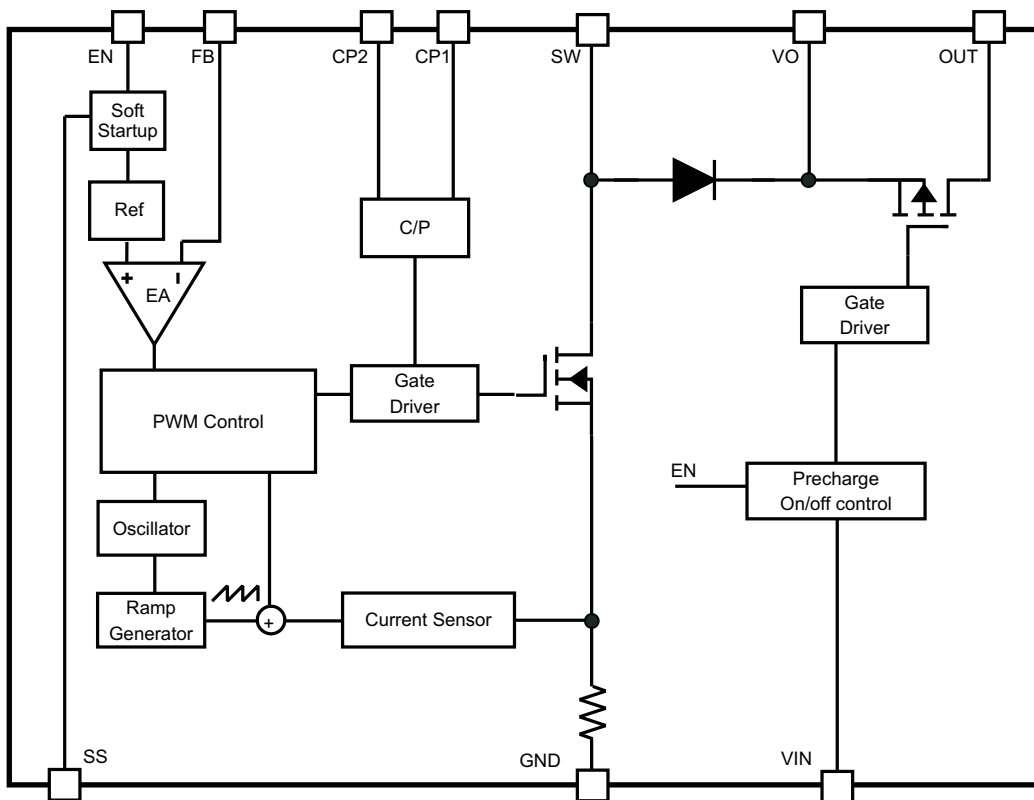 EN
FB
CP2
CP1
SW
VO
OUT
Soft
Startup
Ref
C/P
+
EA
Gate
Driver
PWM Control
Gate
Driver
EN
Precharge
On/off control
Oscillator
Ramp
Generator
+
Current Sensor
SS
GND
VIN